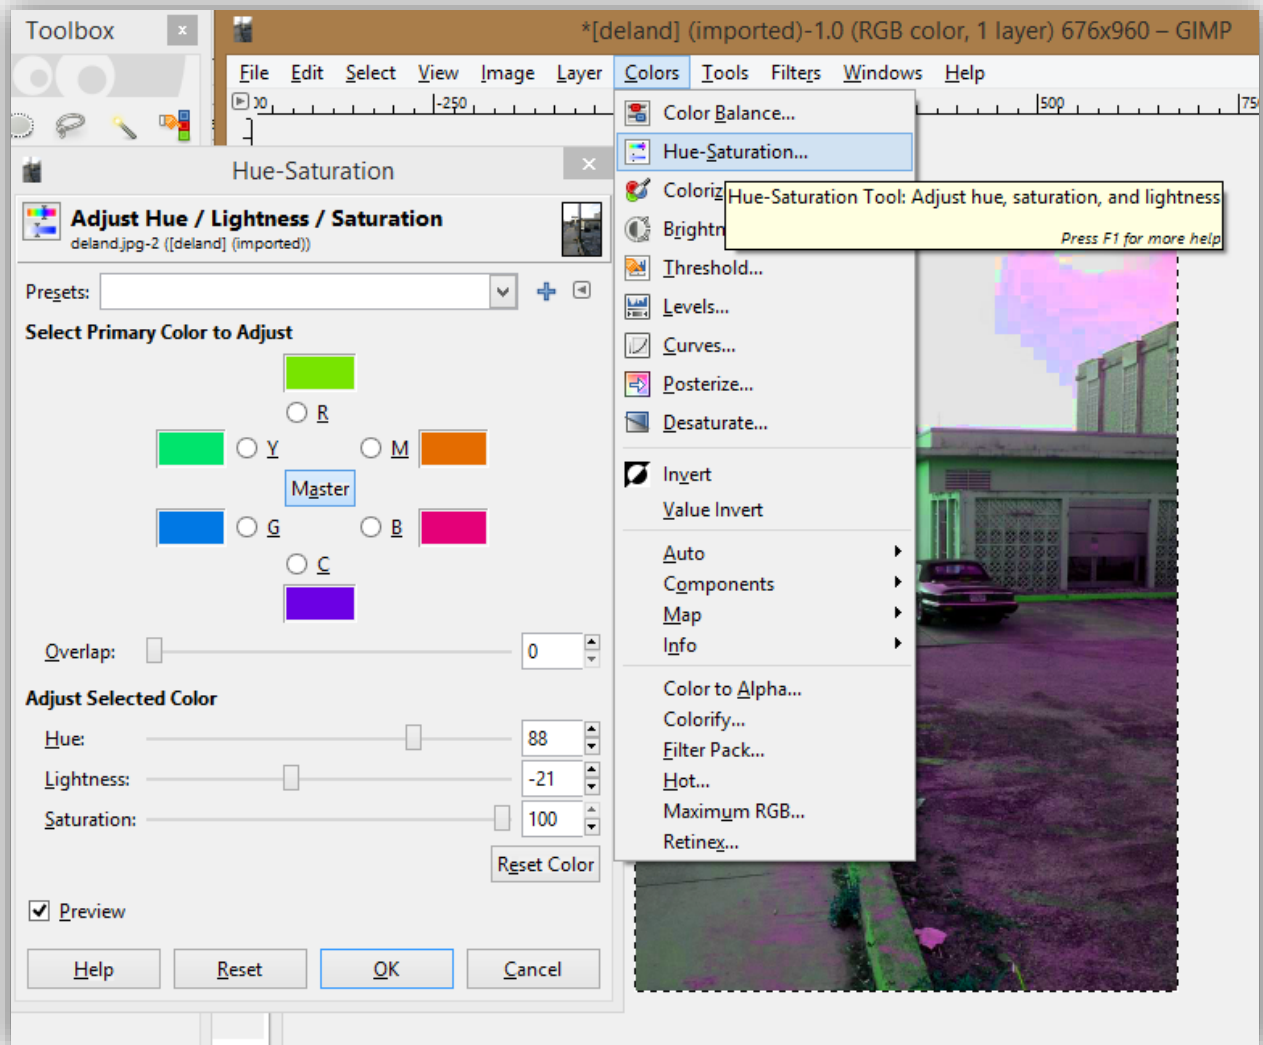 Toolbox
x
*[deland] (imported)-1.0 (RGB color, 1 layer) 676x960 – GIMP
File Edit Select View Image Layer Colors Tools Filters Windows Help
-250
500
Hue-Saturation
Adjust Hue / Lightness / Saturation
deland.jpg-2 ([deland] (imported))
Presets:
Select Primary Color to Adjust
R
Y
M
Master
G
B
C
Overlap: 0
Adjust Selected Color
Hue: 88
Lightness: -21
Saturation: 100
Reset Color
Preview
Help Reset OK Cancel
Color Balance...
Hue-Saturation...
Hue-Saturation Tool: Adjust hue, saturation, and lightness
Press F1 for more help
Threshold...
Levels...
Curves...
Posterize...
Desaturate...
Invert
Value Invert
Auto
Components
Map
Info
Color to Alpha...
Colorify...
Filter Pack...
Hot...
Maximum RGB...
Retinex...